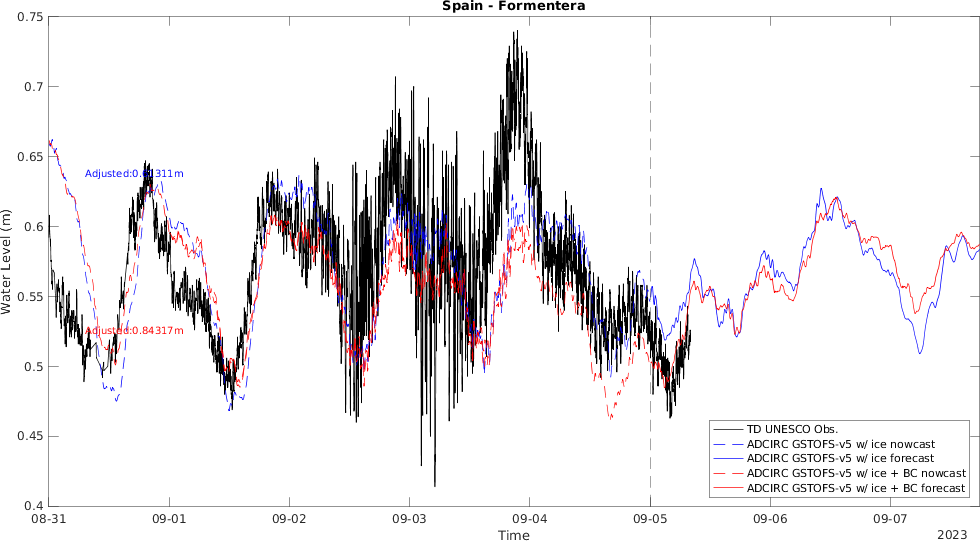 Spain - Formentera
0.75
0.7
0.65
0.6
0.55
0.5
0.45
0.4
Water Level (m)
Adjusted:0.84317m
TD UNESCO Obs.
ADCIRC GSTOFS-v5 w/ ice nowcast
ADCIRC GSTOFS-v5 w/ ice forecast
ADCIRC GSTOFS-v5 w/ ice + BC nowcast
ADCIRC GSTOFS-v5 w/ ice + BC forecast
08-31
09-01
09-02
09-03
09-04
09-05
09-06
09-07
Time
2023